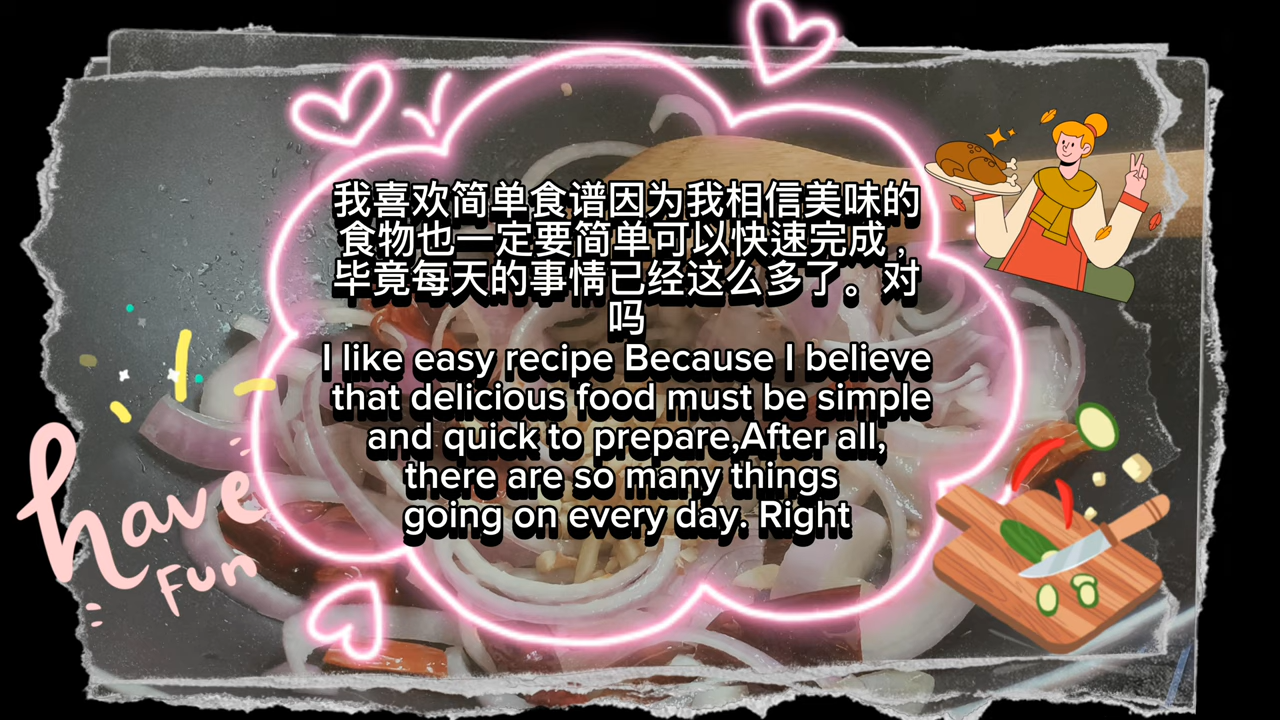 我喜欢简单食谱因为我相信美味的
食物也一定要简单可以快速完成，
毕竟每天的事情已经这么多了。对
吗
I like easy recipe Because I believe
that delicious food must be simple
and quick to prepare,After all,
there are so many things
going on every day. Right
have
Fun